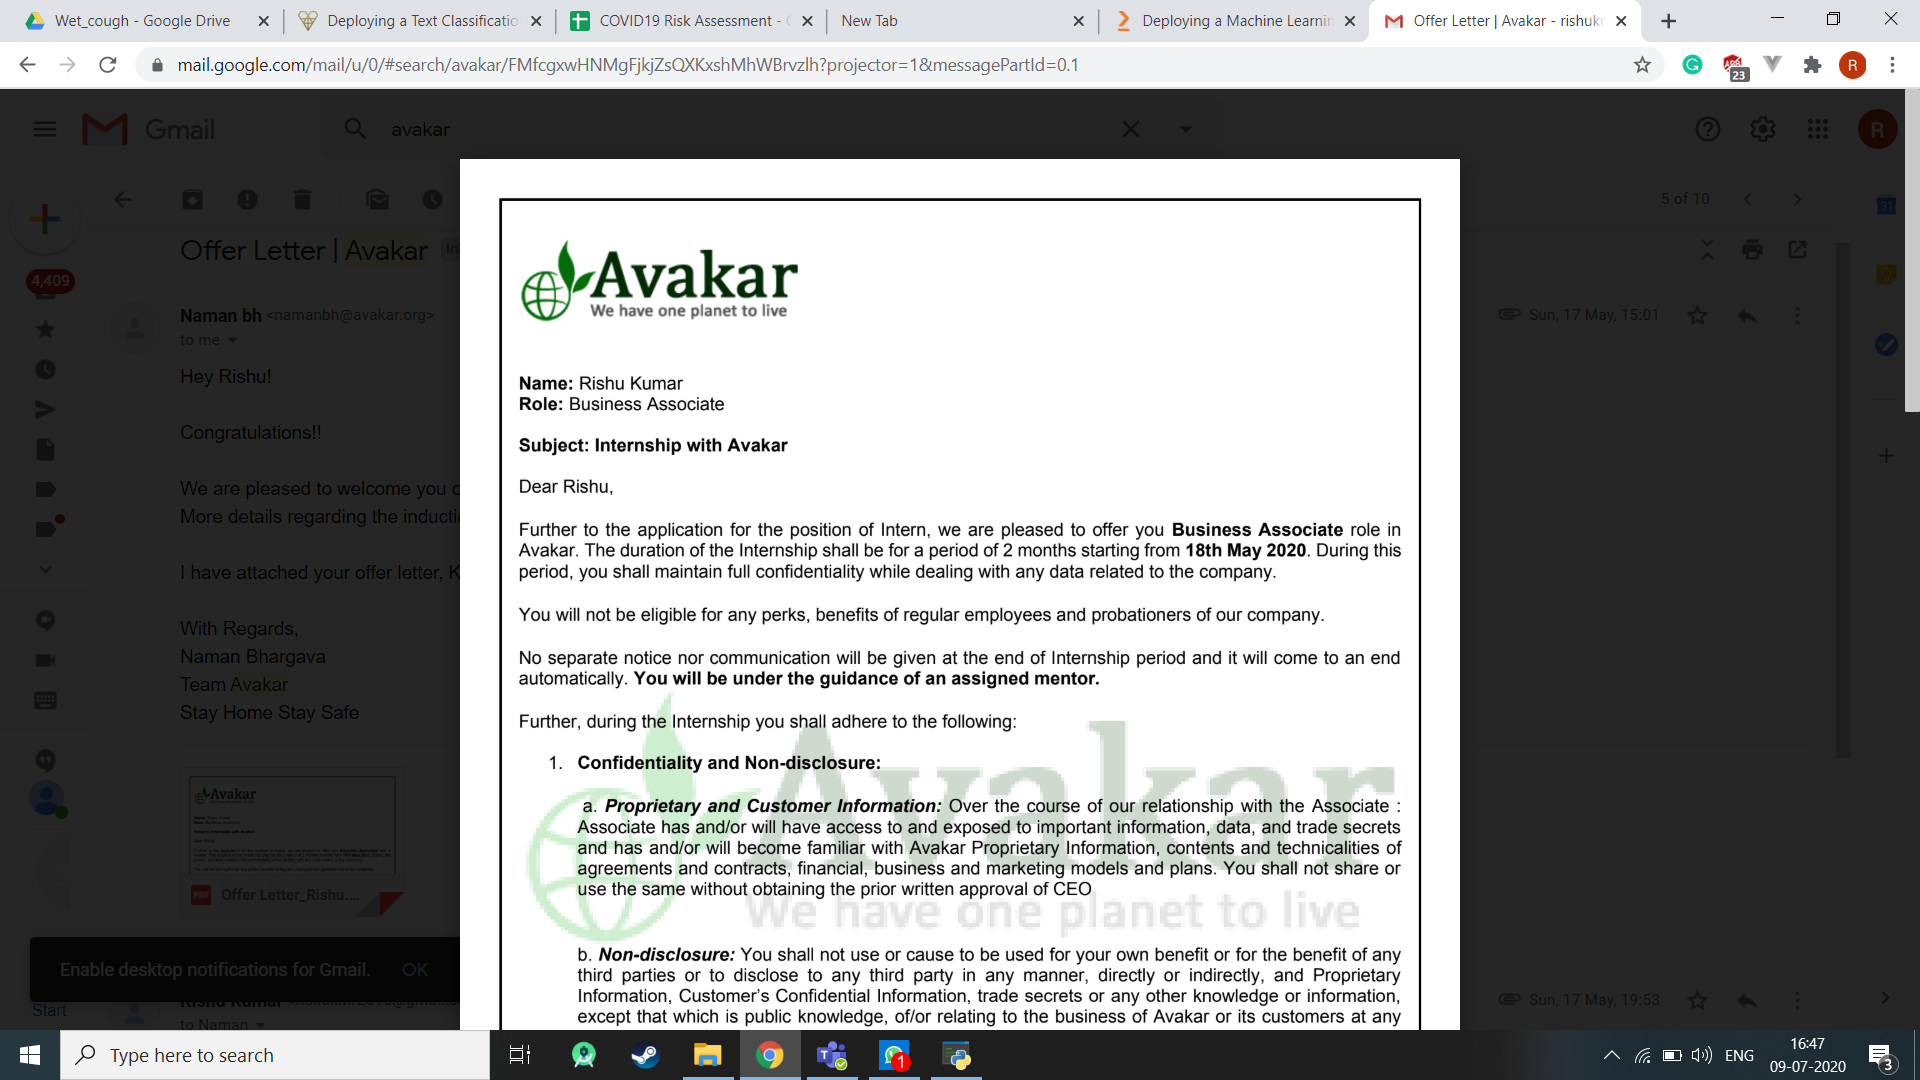 Wet_cough - Google Drive
Deploying a Text Classificatio
COVID19 Risk Assessment -
New Tab
Deploying a Machine Learnin
Offer Letter | Avakar - rishuk
mail.google.com/mail/u/0/#search/avakar/FMfcgxwHNMgFjkjZsQXKxshMhWBrvzlh?projector=1&messagePartId=0.1
23
R
Gmail
avakar
R
5 of 10
Offer Letter | Avakar
In
4,409
Naman bh <namanbh@avakar.org>
Sun, 17 May, 15:01
to me
Hey Rishu!
Congratulations!!
We are pleased to welcome you o
More details regarding the inducti
I have attached your offer letter, K
With Regards,
Naman Bhargava
Team Avakar
Stay Home Stay Safe
PDF
Offer Letter_Rishu....
Enable desktop notifications for Gmail. OK
Start
Rishu Kumar
to Naman
Sun, 17 May, 19:53
Avakar
We have one planet to live
Name: Rishu Kumar
Role: Business Associate
Subject: Internship with Avakar
Dear Rishu,
Further to the application for the position of Intern, we are pleased to offer you Business Associate role in
Avakar. The duration of the Internship shall be for a period of 2 months starting from 18th May 2020. During this
period, you shall maintain full confidentiality while dealing with any data related to the company.
You will not be eligible for any perks, benefits of regular employees and probationers of our company.
No separate notice nor communication will be given at the end of Internship period and it will come to an end
automatically. You will be under the guidance of an assigned mentor.
Further, during the Internship you shall adhere to the following:
1. Confidentiality and Non-disclosure:
a. Proprietary and Customer Information: Over the course of our relationship with the Associate :
Associate has and/or will have access to and exposed to important information, data, and trade secrets
and has and/or will become familiar with Avakar Proprietary Information, contents and technicalities of
agreements and contracts, financial, business and marketing models and plans. You shall not share or
use the same without obtaining the prior written approval of CEO
Avakar
We have one planet to live
b. Non-disclosure: You shall not use or cause to be used for your own benefit or for the benefit of any
third parties or to disclose to any third party in any manner, directly or indirectly, and Proprietary
Information, Customer's Confidential Information, trade secrets or any other knowledge or information,
except that which is public knowledge, of/or relating to the business of Avakar or its customers at any
Type here to search
1
ENG
16:47
09-07-2020
3